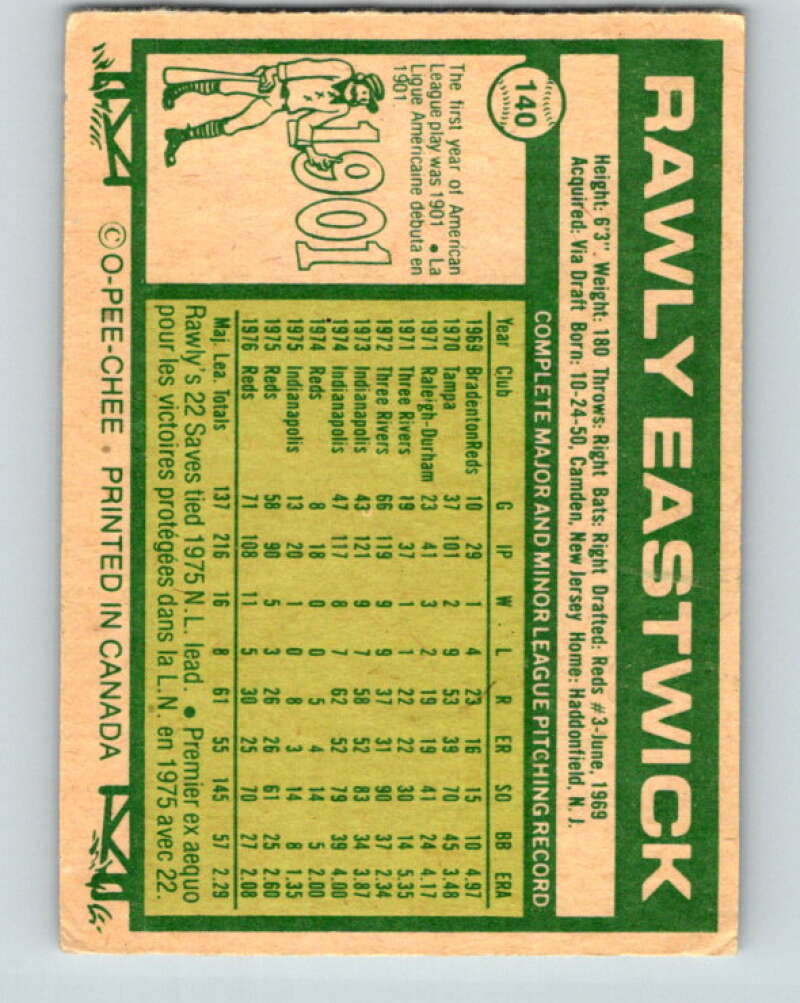 RAWLY EASTWICK
140
Height: 6'3". Weight: 180 Throws: Right Bats: Right Drafted: Reds #3-June, 1969
Acquired: Via Draft Born: 10-24-50, Camden, New Jersey Home: Haddonfield, N. J.
COMPLETE MAJOR AND MINOR LEAGUE PITCHING RECORD
Year Club G IP W L R ER SO BB ERA
1969 Bradenton Reds 10 29 1 4 23 16 15 10 4.97
1970 Tampa 37 101 2 9 53 39 70 45 3.48
1971 Raleigh-Durham 23 41 3 2 19 19 41 24 4.17
1971 Three Rivers 19 37 1 1 22 22 30 14 5.35
1972 Three Rivers 66 119 9 9 37 31 90 37 2.34
1973 Indianapolis 43 121 9 7 58 52 83 34 3.87
1974 Indianapolis 47 117 8 7 62 52 79 39 4.00
1974 Reds 8 18 0 0 5 4 14 5 2.00
1975 Indianapolis 13 20 1 0 8 3 14 8 1.35
1975 Reds 58 90 5 3 26 26 61 25 2.60
1976 Reds 71 108 11 5 30 25 70 27 2.08
Maj. Lea. Totals 137 216 16 8 61 55 145 57 2.29
Rawly's 22 Saves tied 1975 N.L. lead. • Premier ex aequo
pour les victoires protégées dans la L.N. en 1975 avec 22.
The first year of American
League play was 1901 • La
Ligue Américaine débuta en
1901.
1901
© O-PEE-CHEE . PRINTED IN CANADA